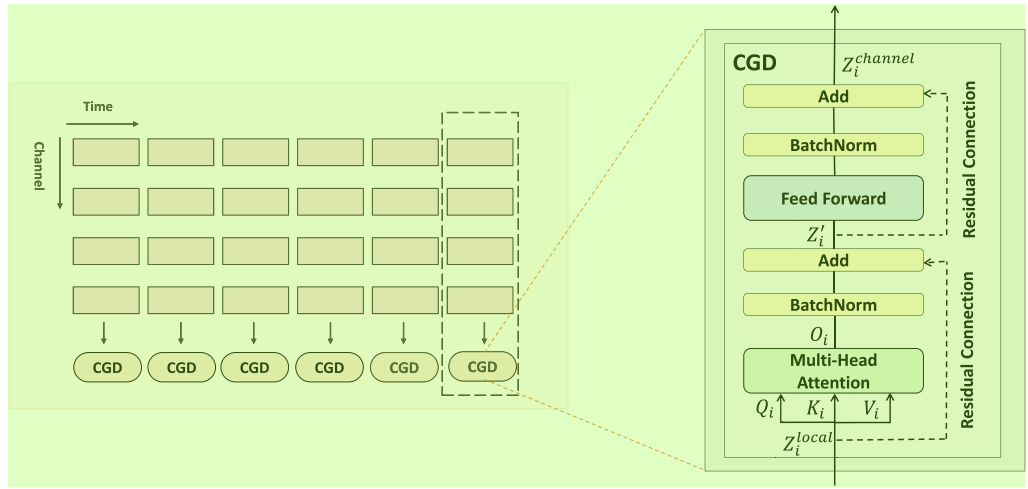 Time
Channel
CGD CGD CGD CGD CGD CGD
CGD
Z_i^{channel}
Add
BatchNorm
Feed Forward
Z_i'
Add
BatchNorm
O_i
Multi-Head
Attention
Q_i K_i V_i
Z_i^{local}
Residual Connection
Residual Connection